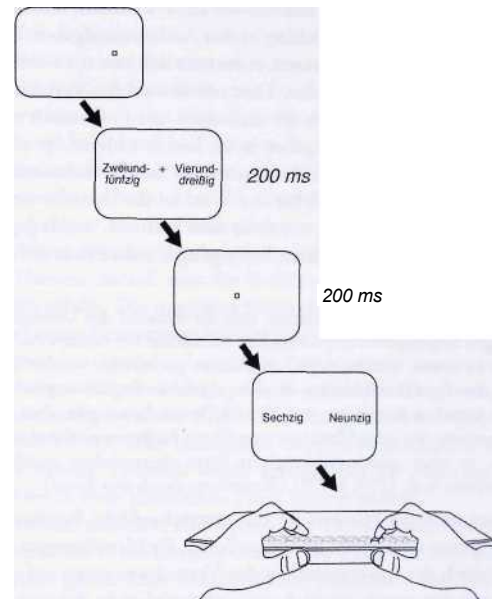 Zweiund- + Vierund-
fünfzig dreißig
200 ms
200 ms
Sechzig Neunzig